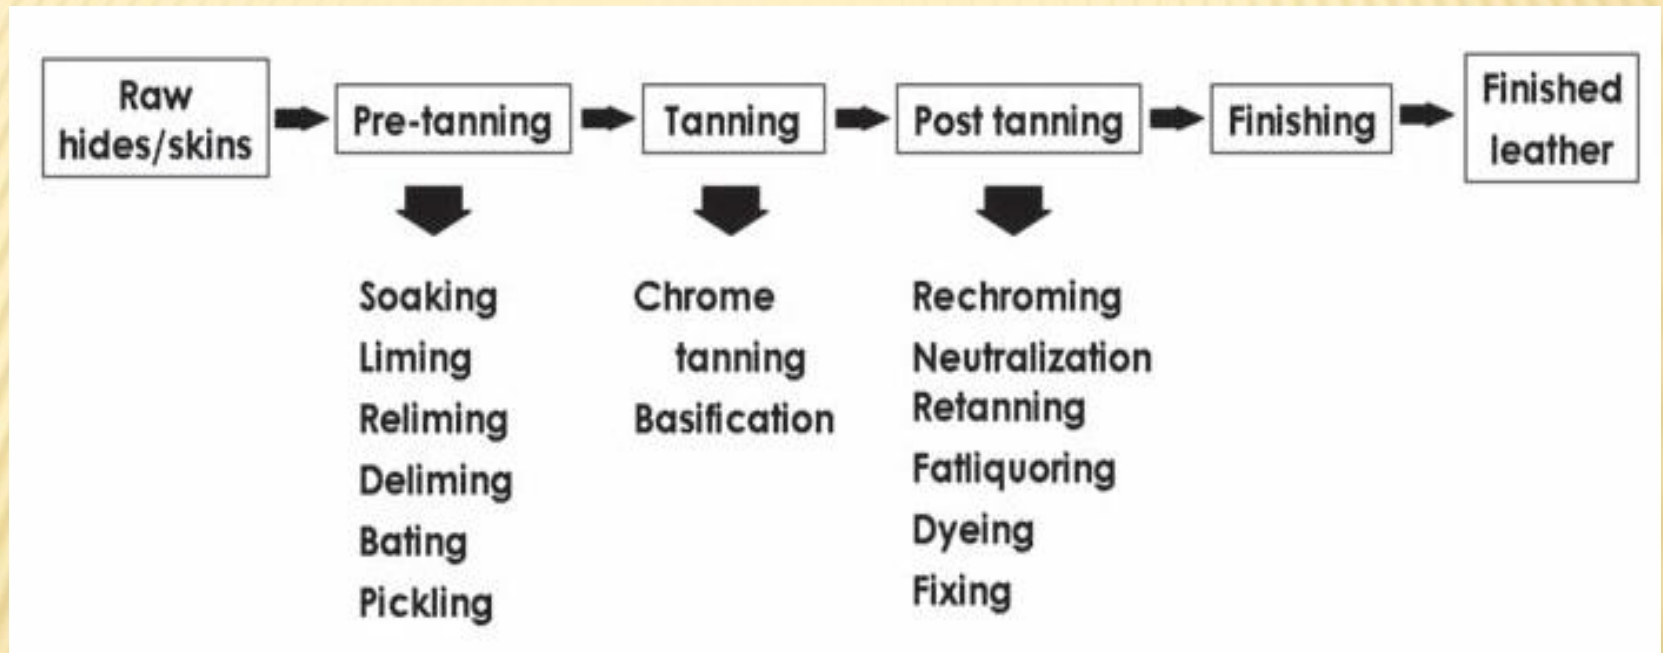 Raw
hides/skins
Pre-tanning
Tanning
Post tanning
Finishing
Finished
leather
Soaking
Liming
Reliming
Deliming
Bating
Pickling
Chrome
tanning
Basification
Rechroming
Neutralization
Retanning
Fatliquoring
Dyeing
Fixing